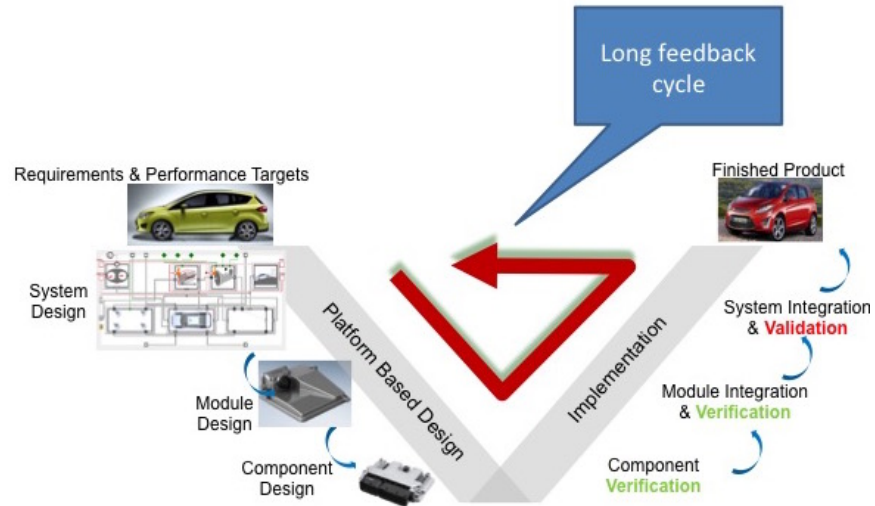 Long feedback
cycle
Requirements & Performance Targets
Finished Product
System
Design
Platform Based Design
Implementation
System Integration
& Validation
Module
Design
Module Integration
& Verification
Component
Design
Component
Verification